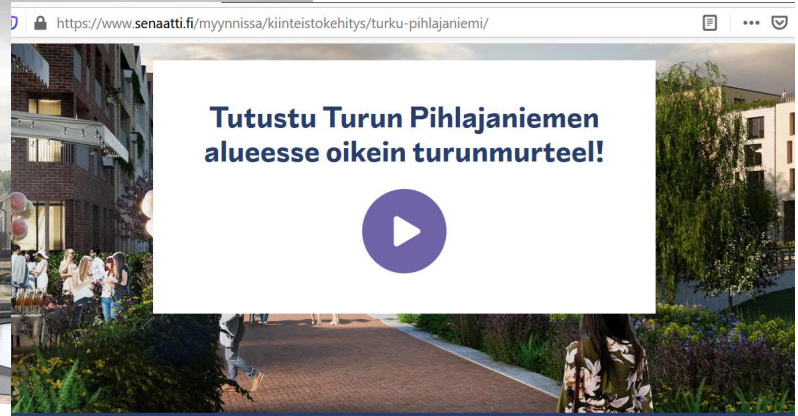 https://www.senaatti.fi/myynnissa/kiinteistokehitys/turku-pihlajaniemi/
Tutustu Turun Pihlajaniemen
alueesse oikein turunmurteel!